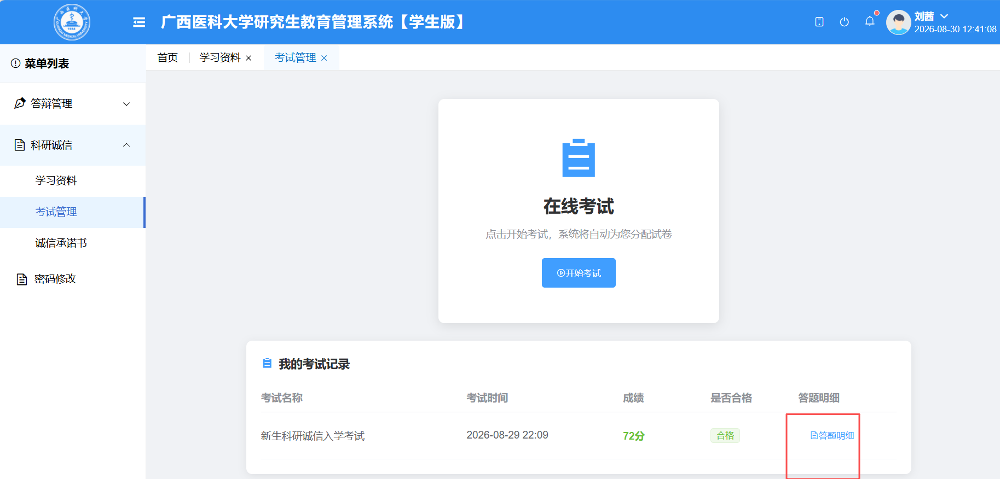 广西医科大学研究生教育管理系统【学生版】
刘茜
2026-08-30 12:41:08
菜单列表
首页
学习资料
考试管理
答辩管理
科研诚信
学习资料
考试管理
诚信承诺书
密码修改
在线考试
点击开始考试，系统将自动为您分配试卷
开始考试
我的考试记录
考试名称 考试时间 成绩 是否合格 答题明细
新生科研诚信入学考试 2026-08-29 22:09 72分 合格 答题明细